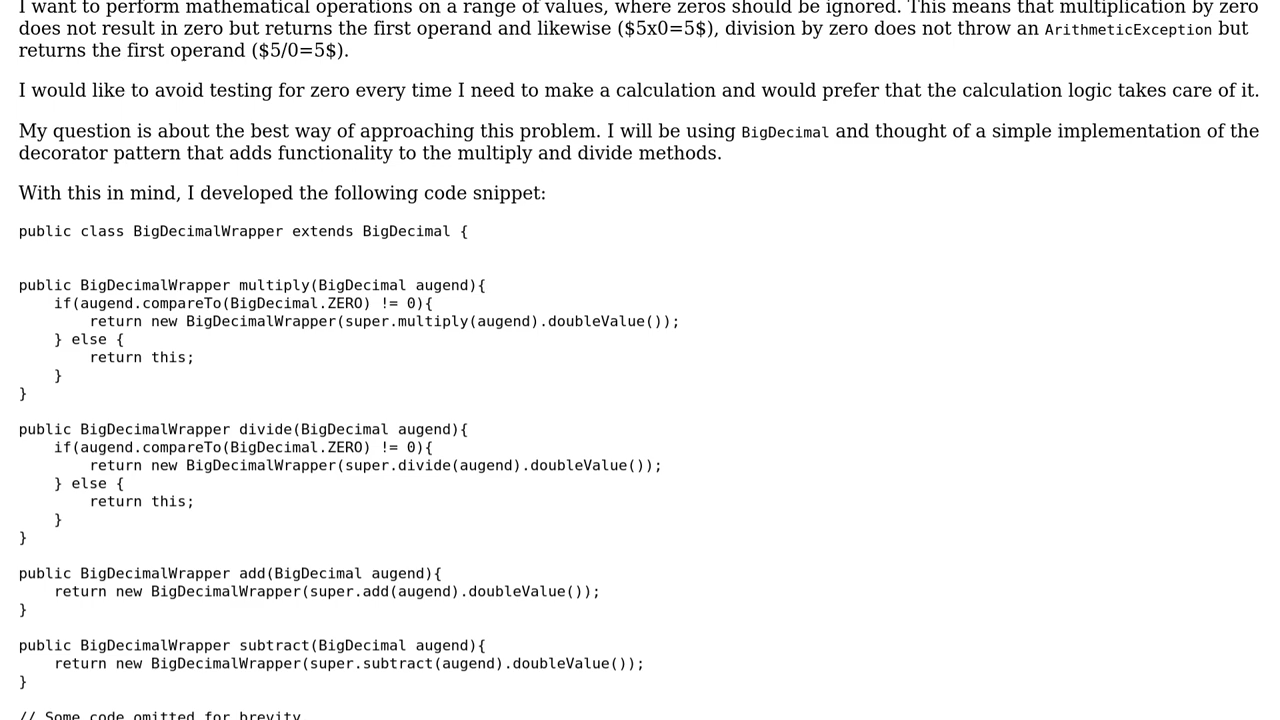 I want to perform mathematical operations on a range of values, where zeros should be ignored. This means that multiplication by zero
does not result in zero but returns the first operand and likewise ($5x0=5$), division by zero does not throw an ArithmeticException but
returns the first operand ($5/0=5$).
I would like to avoid testing for zero every time I need to make a calculation and would prefer that the calculation logic takes care of it.
My question is about the best way of approaching this problem. I will be using BigDecimal and thought of a simple implementation of the
decorator pattern that adds functionality to the multiply and divide methods.
With this in mind, I developed the following code snippet:
public class BigDecimalWrapper extends BigDecimal {
public BigDecimalWrapper multiply(BigDecimal augend){
    if(augend.compareTo(BigDecimal.ZERO) != 0){
        return new BigDecimalWrapper(super.multiply(augend).doubleValue());
    } else {
        return this;
    }
}
public BigDecimalWrapper divide(BigDecimal augend){
    if(augend.compareTo(BigDecimal.ZERO) != 0){
        return new BigDecimalWrapper(super.divide(augend).doubleValue());
    } else {
        return this;
    }
}
public BigDecimalWrapper add(BigDecimal augend){
    return new BigDecimalWrapper(super.add(augend).doubleValue());
}
public BigDecimalWrapper subtract(BigDecimal augend){
    return new BigDecimalWrapper(super.subtract(augend).doubleValue());
}
// Some code omitted for brevity